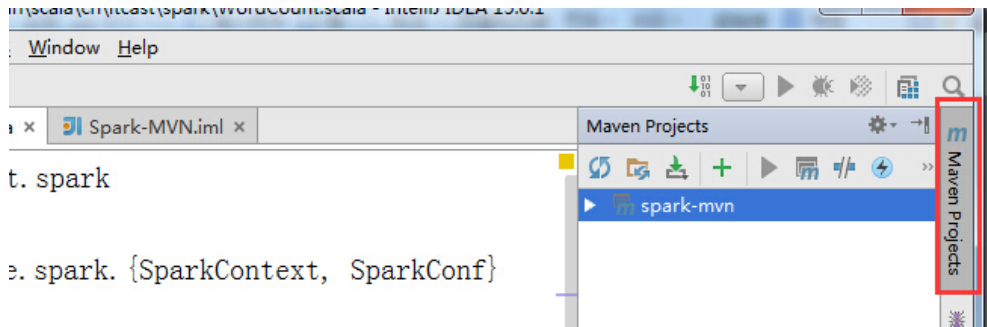 \scala\cn\itcast\spark\WordCount.scala - IntelliJ IDEA 15.0.1
Window Help
Spark-MVN.iml ×
Maven Projects
t. spark
spark-mvn
e. spark. {SparkContext, SparkConf}
m Maven Projects